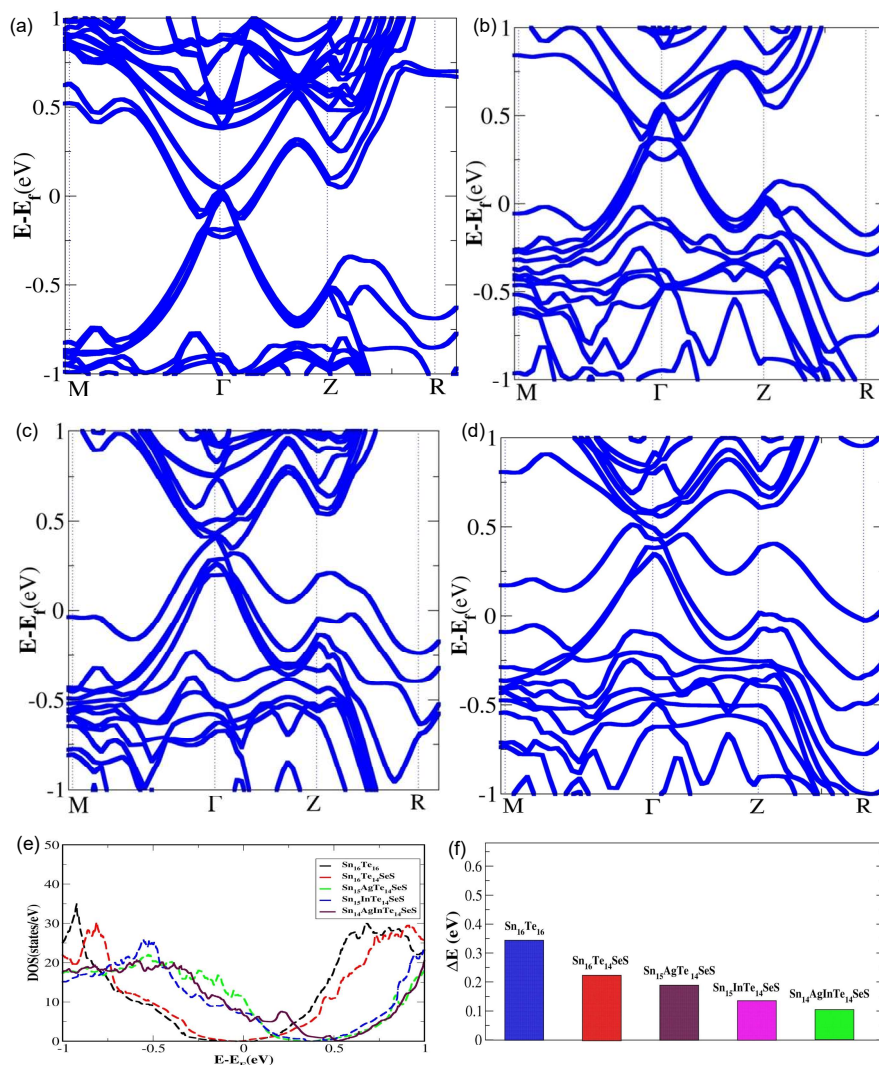 (a)
1
0.5
0
-0.5
-1
E-E_f(eV)
M Γ Z R
(b)
1
0.5
0
-0.5
-1
E-E_f(eV)
M Γ Z R
(c)
1
0.5
0
-0.5
-1
E-E_f(eV)
M Γ Z R
(d)
1
0.5
0
-0.5
-1
E-E_f(eV)
M Γ Z R
(e)
50
40
30
20
10
0
DOS(states/eV)
Sn₁₆Te₁₆
Sn₁₆Te₁₄SeS
Sn₁₅AgTe₁₄SeS
Sn₁₅InTe₁₄SeS
Sn₁₄AgInTe₁₄SeS
-1 -0.5 0 0.5 1
E-E_F(eV)
(f)
0.6
0.5
0.4
0.3
0.2
0.1
0
ΔE (eV)
Sn₁₆Te₁₆
Sn₁₆Te₁₄SeS
Sn₁₅AgTe₁₄SeS
Sn₁₅InTe₁₄SeS
Sn₁₄AgInTe₁₄SeS